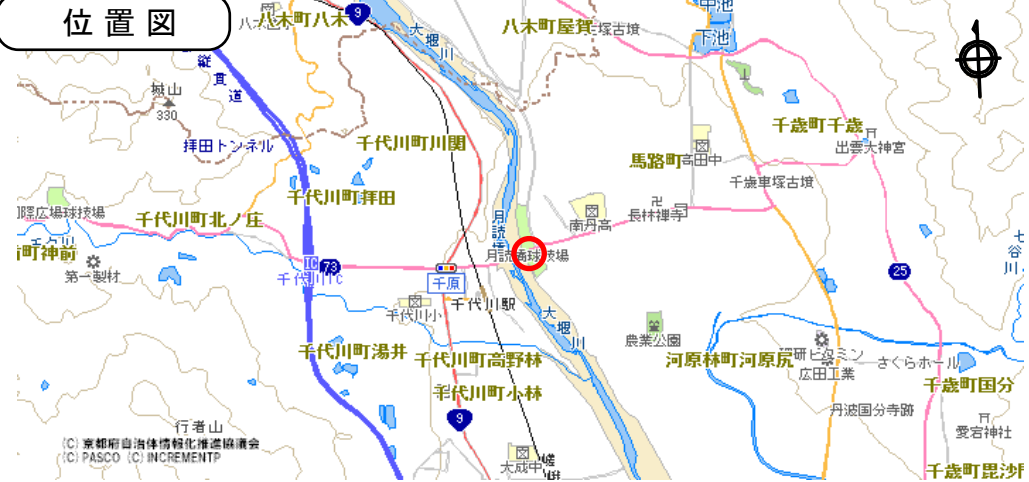 位置図
八木町八木
9
大堰川
八木町屋賀
中池
下池
縦貫道
城山
330
拝田トンネル
千代川町川関
千歳町千歳
出雲大神宮
馬路町
高田中
千歳車塚古墳
千代川町拝田
千代川町北ノ庄
広場球技場
月読橋球技場
南丹高
長林禅寺
町神前
第一製材
IC
73
千代川IC
千原
千代川駅
千代川小
25
七谷川
大堰川
農業公園
千代川町湯井
千代川町高野林
千代川町小林
河原林町河原尻
広田工業
さくらホール
千歳町国分
丹波国分寺跡
愛宕神社
9
行者山
(C) 京都府自治体情報化推進協議会
(C) PASCO (C) INCREMENTP
大成中
千歳町毘沙門